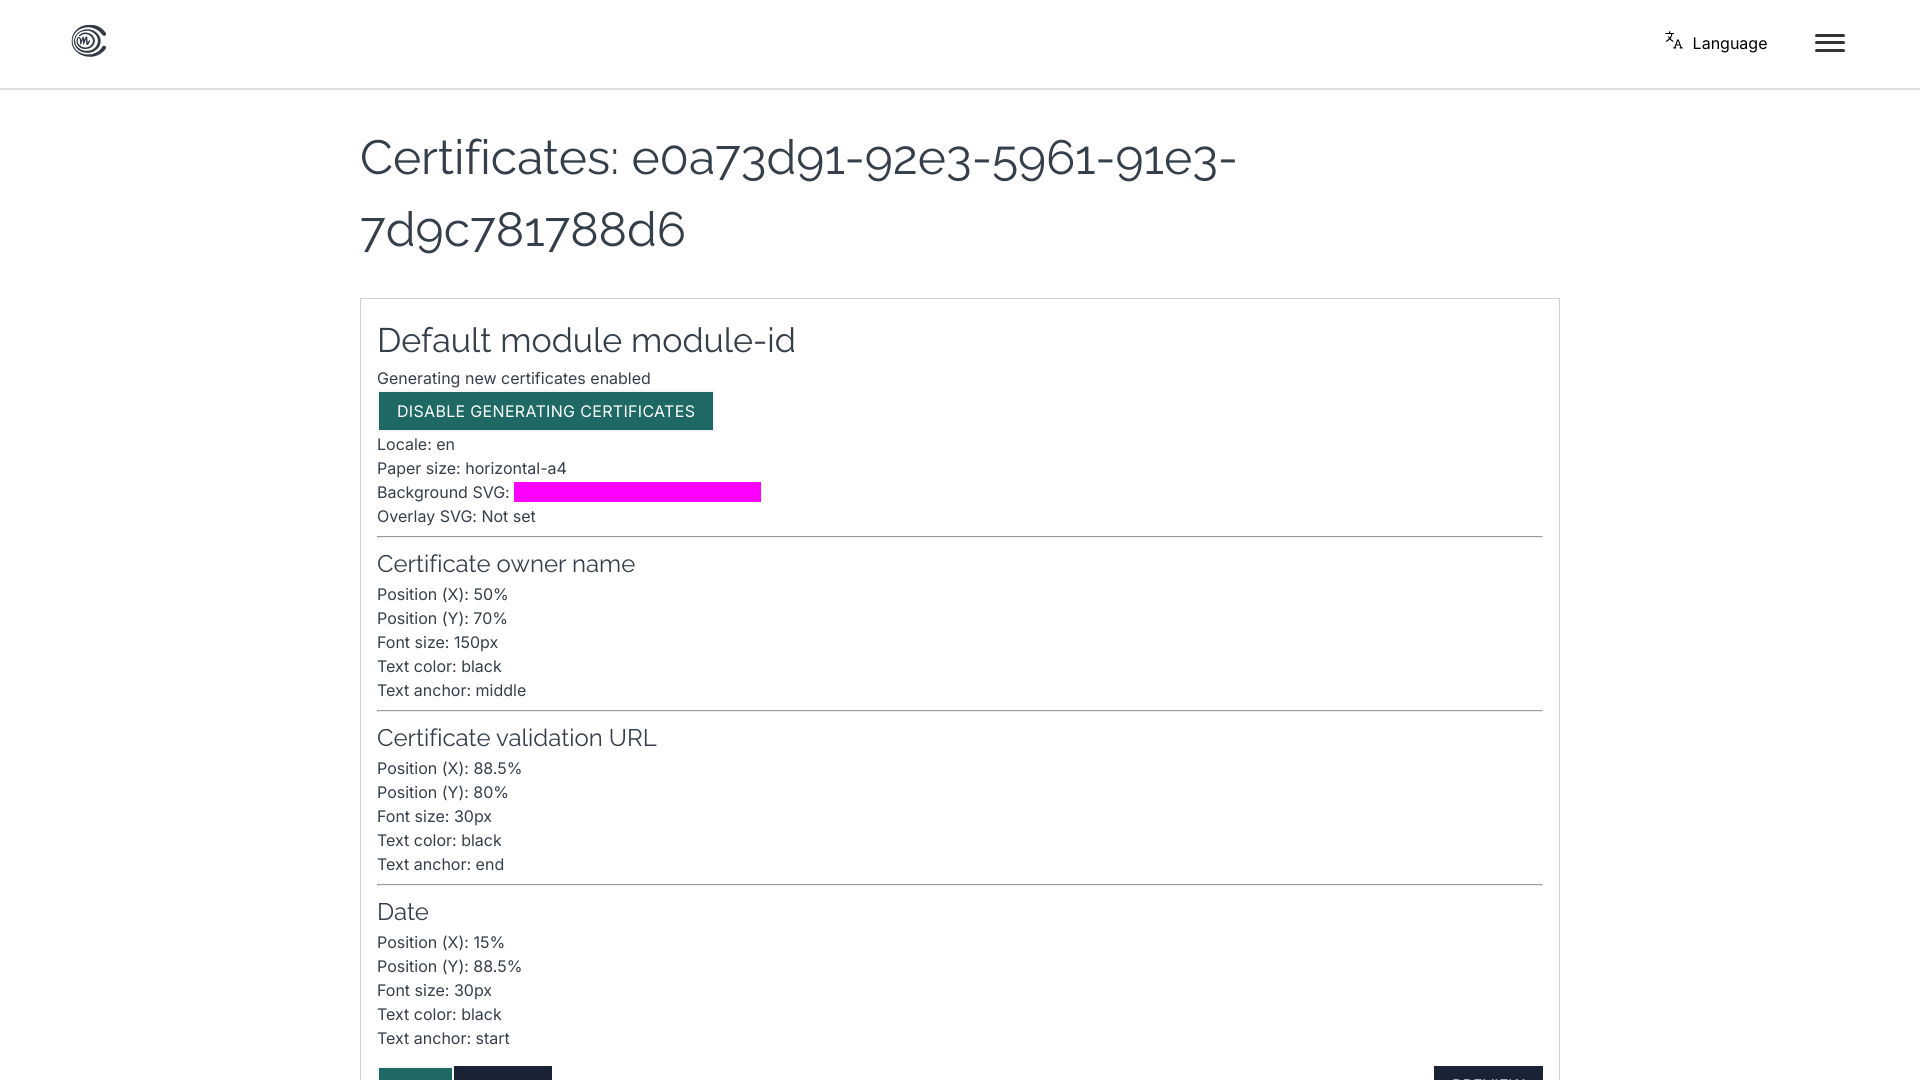 Language
Certificates: e0a73d91-92e3-5961-91e3-
7d9c781788d6
Default module module-id
Generating new certificates enabled
DISABLE GENERATING CERTIFICATES
Locale: en
Paper size: horizontal-a4
Background SVG:
Overlay SVG: Not set
Certificate owner name
Position (X): 50%
Position (Y): 70%
Font size: 150px
Text color: black
Text anchor: middle
Certificate validation URL
Position (X): 88.5%
Position (Y): 80%
Font size: 30px
Text color: black
Text anchor: end
Date
Position (X): 15%
Position (Y): 88.5%
Font size: 30px
Text color: black
Text anchor: start